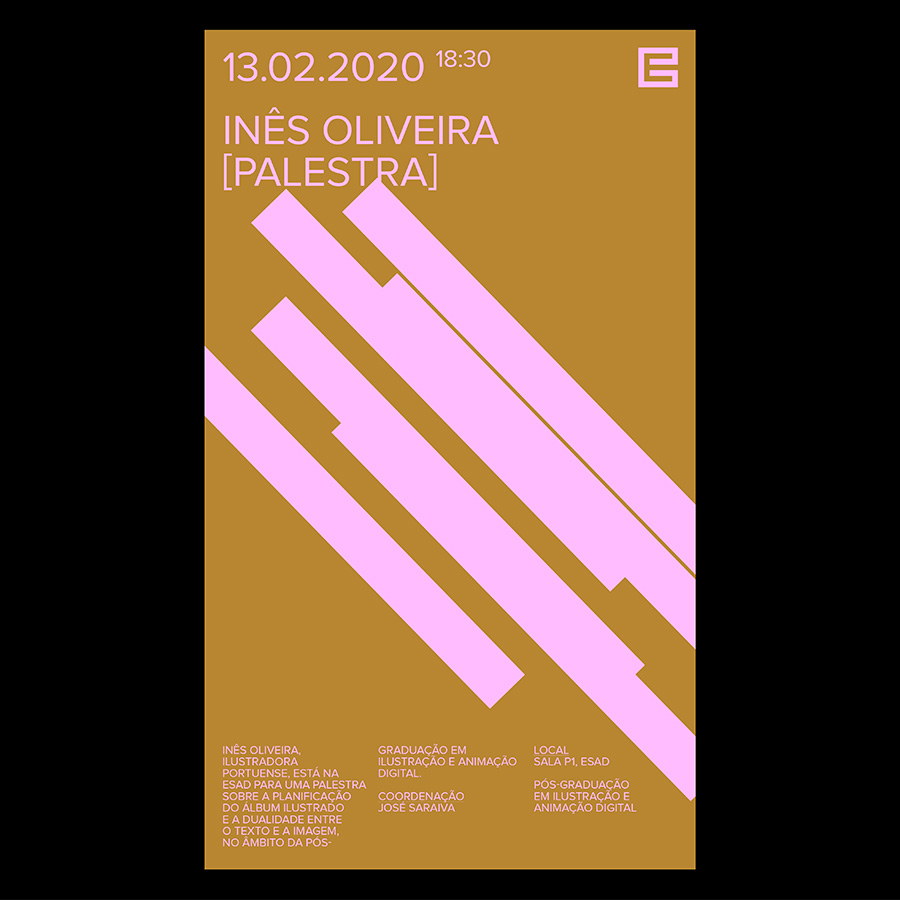 13.02.2020 18:30
INÊS OLIVEIRA
[PALESTRA]
INÊS OLIVEIRA,
ILUSTRADORA
PORTUENSE, ESTÁ NA
ESAD PARA UMA PALESTRA
SOBRE A PLANIFICAÇÃO
DO ÁLBUM ILUSTRADO
E A DUALIDADE ENTRE
O TEXTO E A IMAGEM,
NO ÂMBITO DA PÓS-
GRADUAÇÃO EM
ILUSTRAÇÃO E ANIMAÇÃO
DIGITAL.
COORDENAÇÃO
JOSÉ SARAIVA
LOCAL
SALA P1, ESAD
PÓS-GRADUAÇÃO
EM ILUSTRAÇÃO E
ANIMAÇÃO DIGITAL